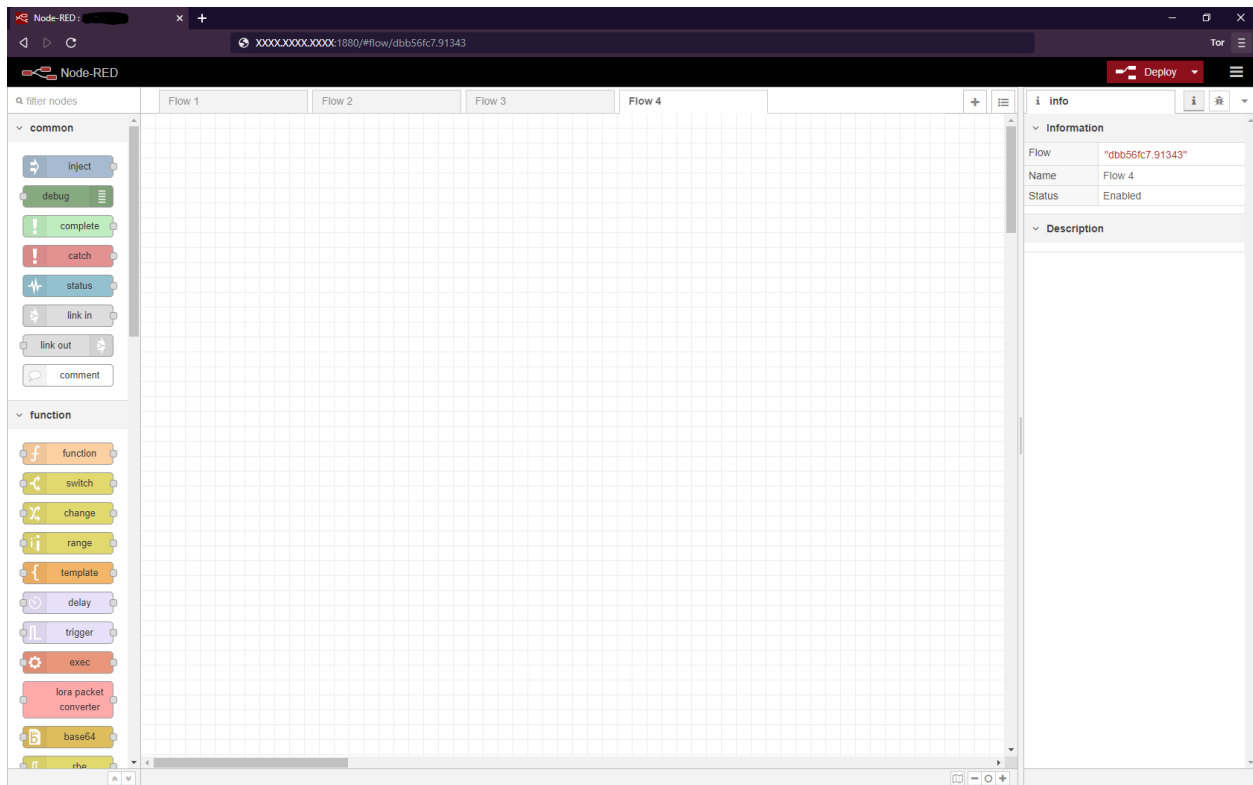 Node-RED :
XXXX.XXXX.XXXX:1880/#flow/dbb56fc7.91343
Tor
Node-RED
Deploy
filter nodes
Flow 1
Flow 2
Flow 3
Flow 4
i info
i
common
inject
debug
complete
catch
status
link in
link out
comment
function
function
switch
change
range
template
delay
trigger
exec
lora packet
converter
base64
rbe
Information
Flow "dbb56fc7.91343"
Name Flow 4
Status Enabled
Description